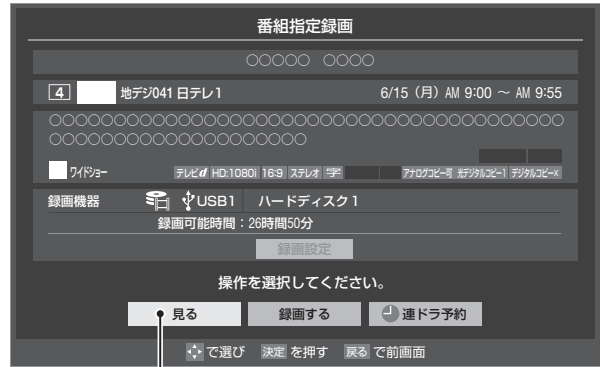 番組指定録画
○○○○○ ○○○○
4 地デジ041 日テレ1 6/15（月）AM 9:00 ～ AM 9:55
○○○○○○○○○○○○○○○○○○○○○○○○○○○○○○○○○○○○○○○○
○○○○○○○○○○○○○○○○○○○○
ワイドショー テレビd HD:1080i 16:9 ステレオ 字 アナログコピー可 光デジタルコピー1 デジタルコピー×
録画機器 USB1 ハードディスク1
録画可能時間：26時間50分
録画設定
操作を選択してください。
見る 録画する 連ドラ予約
で選び 決定 を押す 戻る で前画面